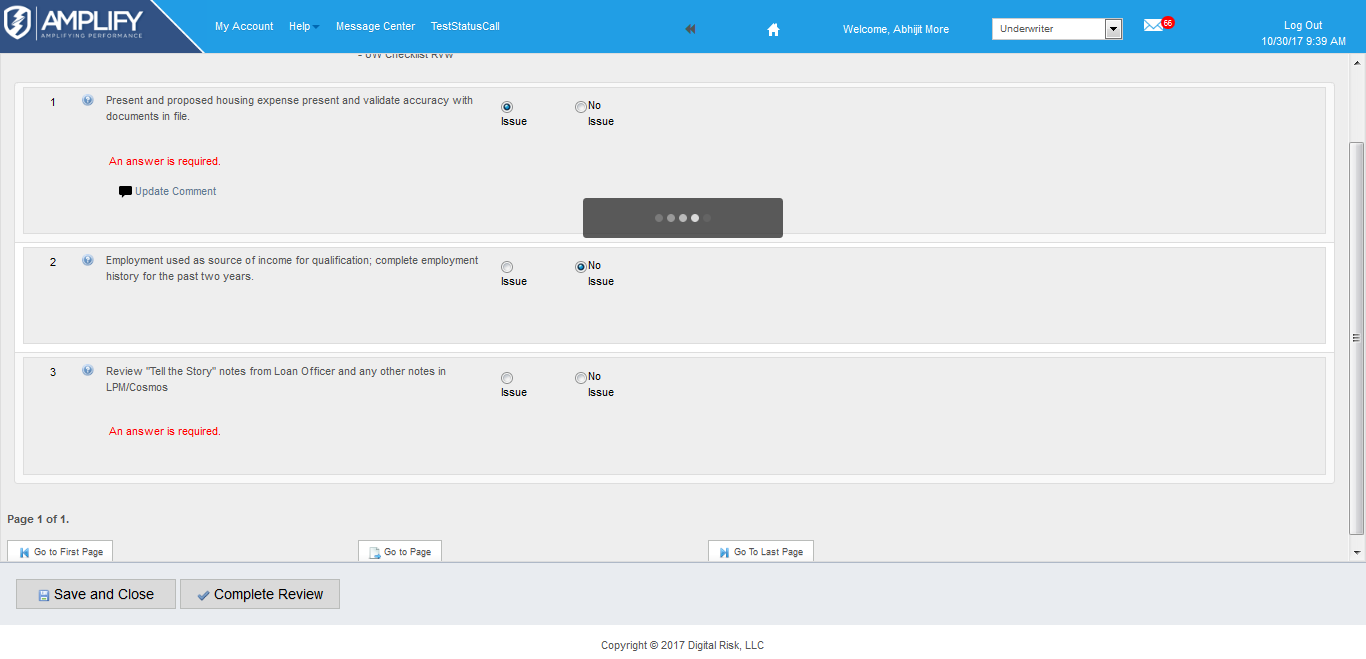 AMPLIFY
AMPLIFYING PERFORMANCE
My Account Help Message Center TestStatusCall
Welcome, Abhijit More
Underwriter
66
Log Out
10/30/17 9:39 AM
- UW Checklist RVW
1 Present and proposed housing expense present and validate accuracy with
documents in file.
Issue
No
Issue
An answer is required.
Update Comment
2 Employment used as source of income for qualification; complete employment
history for the past two years.
Issue
No
Issue
3 Review "Tell the Story" notes from Loan Officer and any other notes in
LPM/Cosmos
Issue
No
Issue
An answer is required.
Page 1 of 1.
Go to First Page Go to Page Go To Last Page
Save and Close Complete Review
Copyright © 2017 Digital Risk, LLC